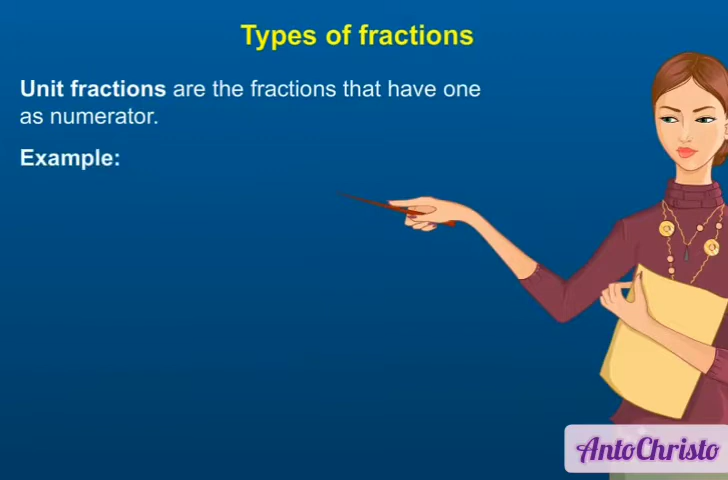 Types of fractions
Unit fractions are the fractions that have one
as numerator.
Example:
AntoChristo